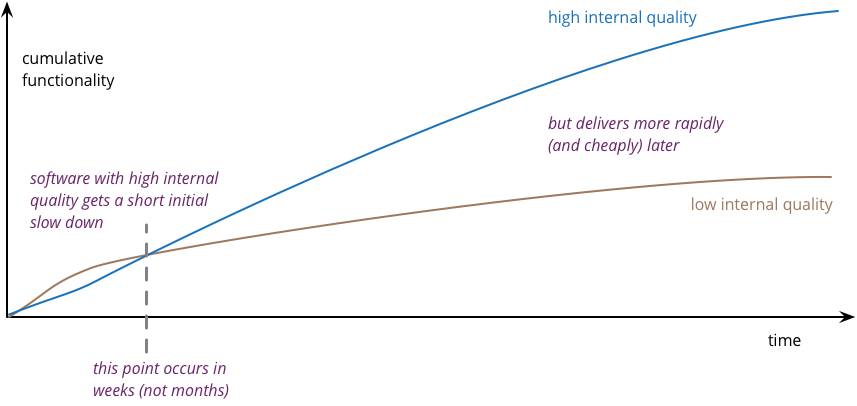 high internal quality
cumulative
functionality
but delivers more rapidly
(and cheaply) later
software with high internal
quality gets a short initial
slow down
low internal quality
time
this point occurs in
weeks (not months)